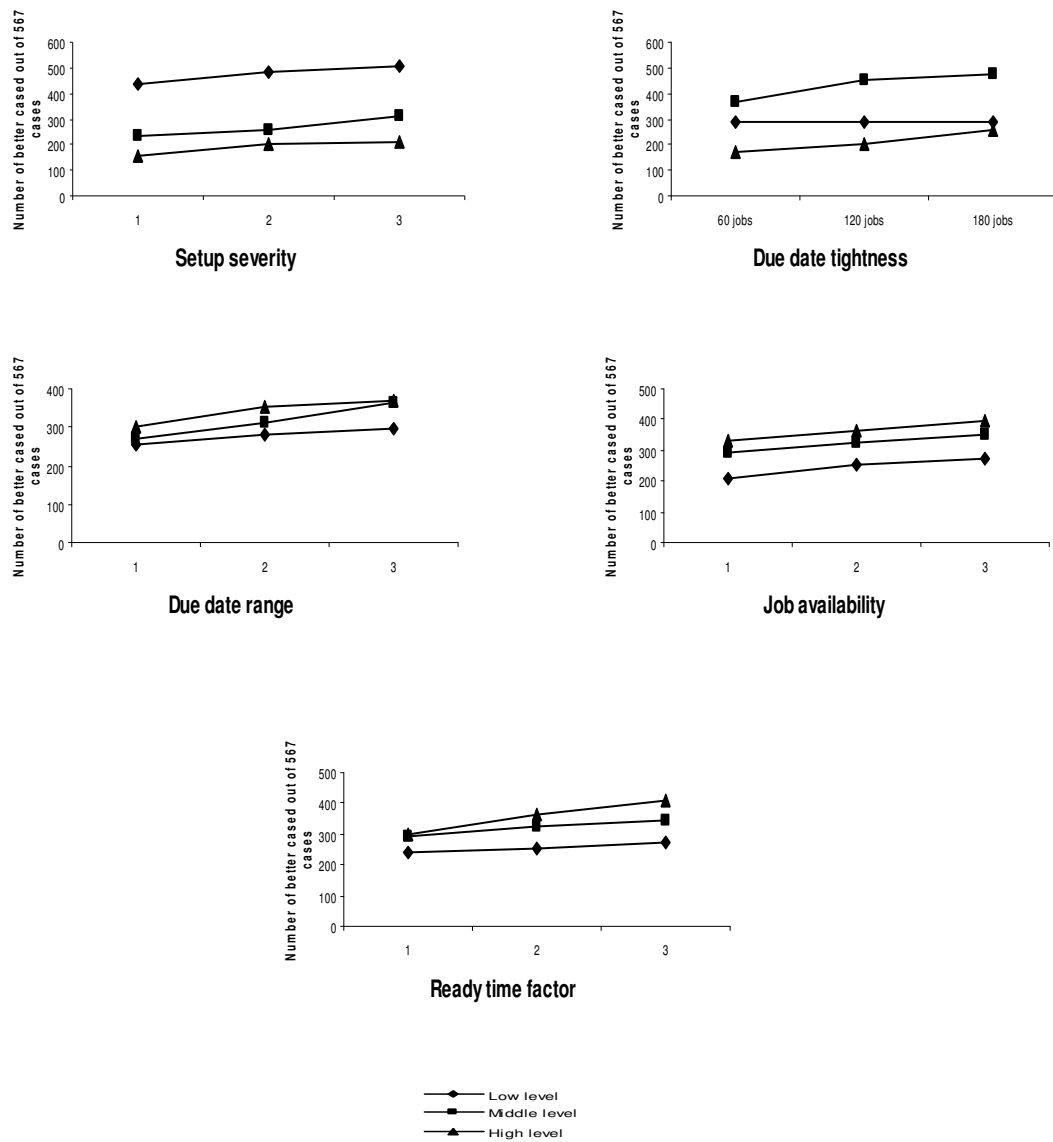 Number of better cased out of 567
cases
600
500
400
300
200
100
0
1 2 3
Setup severity
Number of better cased out of 567
cases
600
500
400
300
200
100
0
60 jobs 120 jobs 180 jobs
Due date tightness
Number of better cased out of 567
cases
400
300
200
100
0
1 2 3
Due date range
Number of better cased out of 567
cases
500
400
300
200
100
0
1 2 3
Job availability
Number of better cased out of 567
cases
500
400
300
200
100
0
1 2 3
Ready time factor
Low level
Middle level
High level